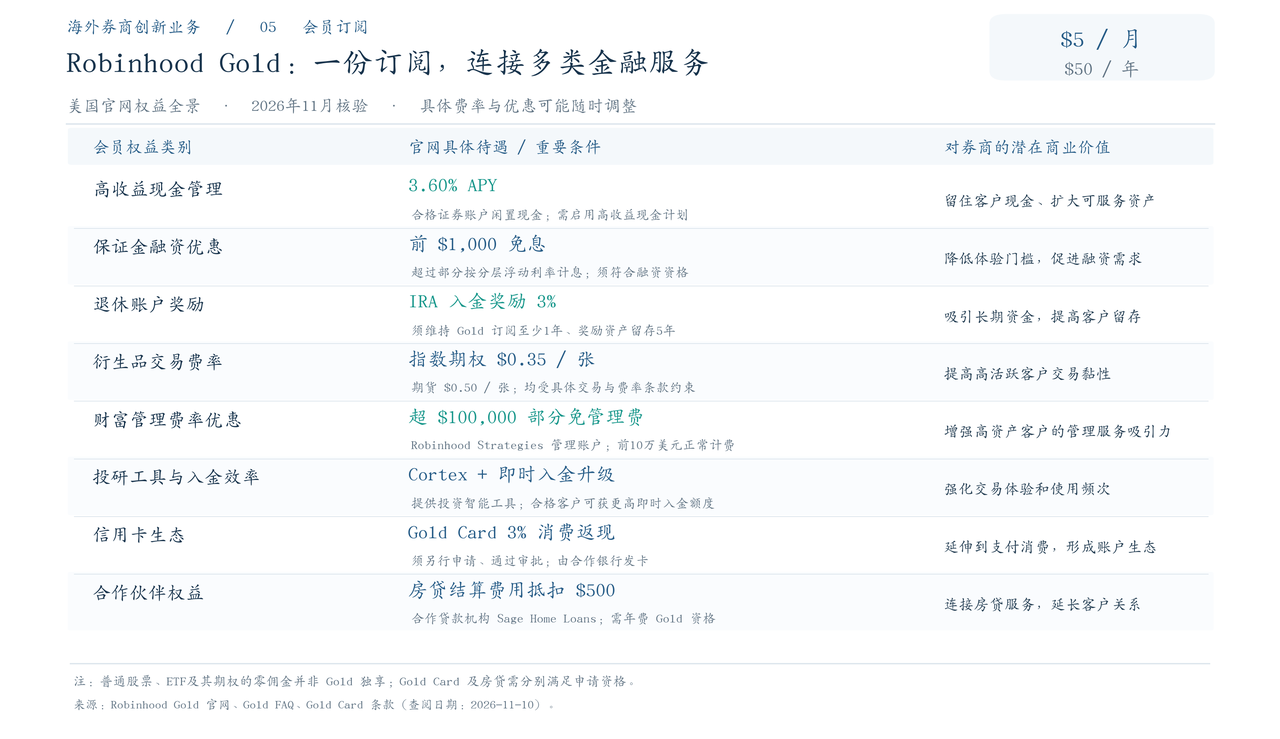 海外券商创新业务 / 05 会员订阅
$5 / 月
Robinhood Gold：一份订阅，连接多类金融服务
$50 / 年
美国官网权益全景 · 2026年11月核验 · 具体费率与优惠可能随时调整
会员权益类别 官网具体待遇 / 重要条件 对券商的潜在商业价值
高收益现金管理 3.60% APY
合格证券账户闲置现金；需启用高收益现金计划
留住客户现金、扩大可服务资产
保证金融资优惠 前 $1,000 免息
超过部分按分层浮动利率计息；须符合融资资格
降低体验门槛，促进融资需求
退休账户奖励 IRA 入金奖励 3%
须维持 Gold 订阅至少1年、奖励资产留存5年
吸引长期资金，提高客户留存
衍生品交易费率 指数期权 $0.35 / 张
期货 $0.50 / 张；均受具体交易与费率条款约束
提高高活跃客户交易黏性
财富管理费率优惠 超 $100,000 部分免管理费
Robinhood Strategies 管理账户；前10万美元正常计费
增强高资产客户的管理服务吸引力
投研工具与入金效率 Cortex + 即时入金升级
提供投资智能工具；合格客户可获更高即时入金额度
强化交易体验和使用频次
信用卡生态 Gold Card 3% 消费返现
须另行申请、通过审批；由合作银行发卡
延伸到支付消费，形成账户生态
合作伙伴权益 房贷结算费用抵扣 $500
合作贷款机构 Sage Home Loans；需年费 Gold 资格
连接房贷服务，延长客户关系
注：普通股票、ETF及其期权的零佣金并非 Gold 独享；Gold Card 及房贷需分别满足申请资格。
来源：Robinhood Gold 官网、Gold FAQ、Gold Card 条款（查阅日期：2026-11-10）。